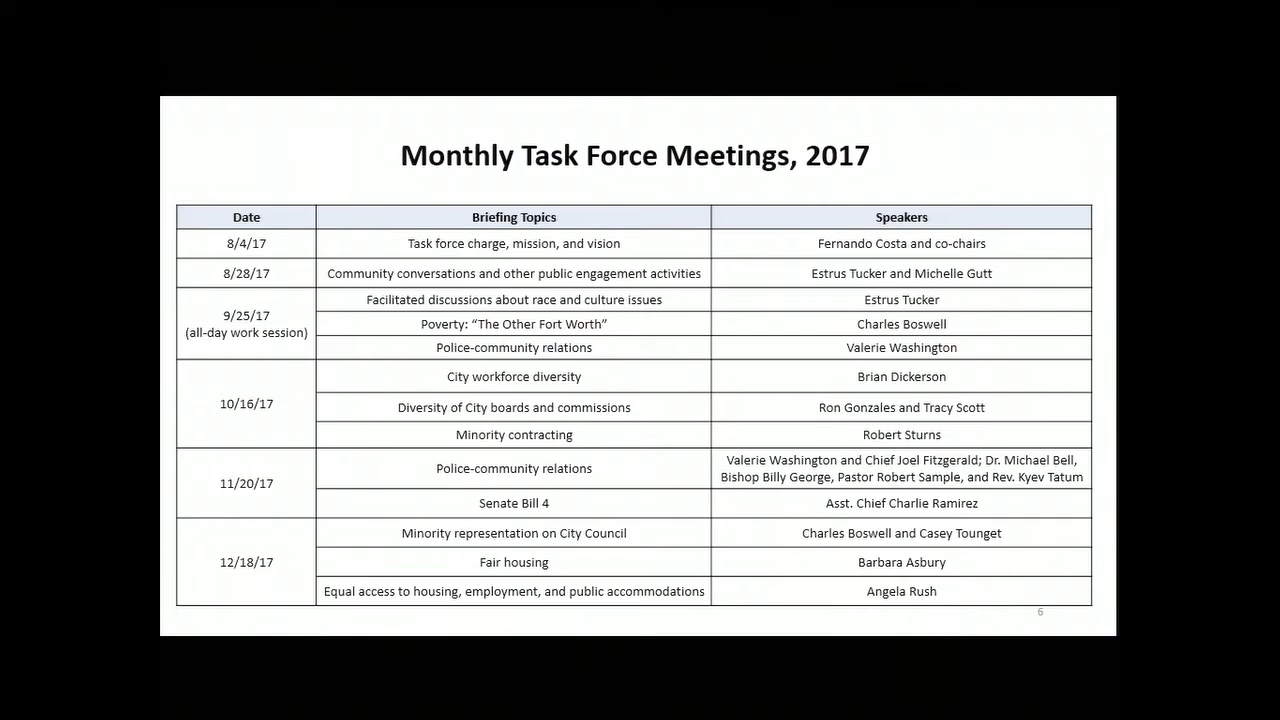 Monthly Task Force Meetings, 2017
Date Briefing Topics Speakers
8/4/17 Task force charge, mission, and vision Fernando Costa and co-chairs
8/28/17 Community conversations and other public engagement activities Estrus Tucker and Michelle Gutt
9/25/17
(all-day work session)
Facilitated discussions about race and culture issues Estrus Tucker
Poverty: “The Other Fort Worth” Charles Boswell
Police-community relations Valerie Washington
10/16/17
City workforce diversity Brian Dickerson
Diversity of City boards and commissions Ron Gonzales and Tracy Scott
Minority contracting Robert Sturns
11/20/17
Police-community relations
Valerie Washington and Chief Joel Fitzgerald; Dr. Michael Bell,
Bishop Billy George, Pastor Robert Sample, and Rev. Kyev Tatum
Senate Bill 4 Asst. Chief Charlie Ramirez
12/18/17
Minority representation on City Council Charles Boswell and Casey Tounget
Fair housing Barbara Asbury
Equal access to housing, employment, and public accommodations Angela Rush
6